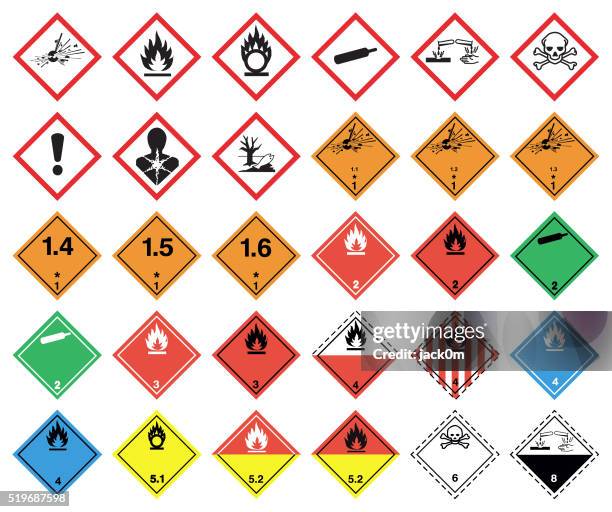 1.1 1.2 1.3
* * *
1 1 1
1.4 1.5 1.6
* * *
1 1 1 2 2 2
gettyimages
Credit: jack0m
2 3 3 4 4 4
4 5.1 5.2 5.2 6 8
519687598